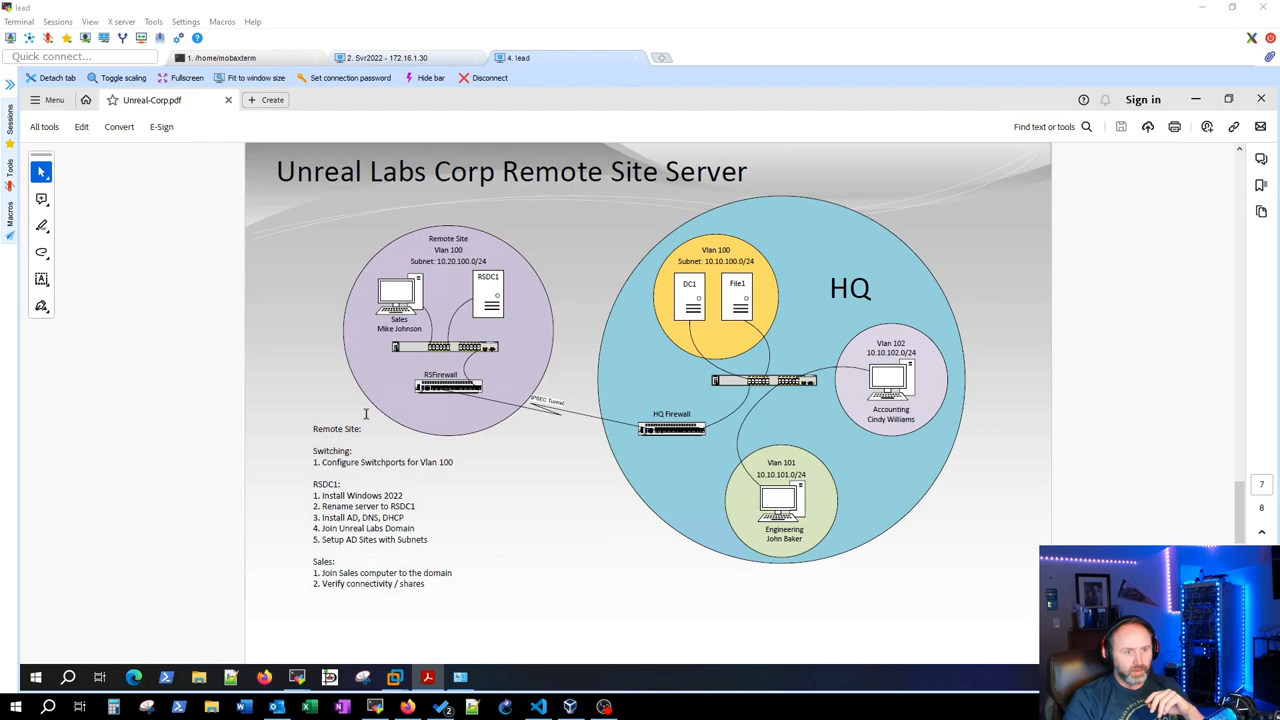 lead
Terminal Sessions View X server Tools Settings Macros Help
Quick connect...
1. /home/mobaxterm
2. Svr2022 - 172.16.1.30
4. lead
Detach tab
Toggle scaling
Fullscreen
Fit to window size
Set connection password
Hide bar
Disconnect
Sessions
Tools
Macros
Menu
Unreal-Corp.pdf
Create
Sign in
All tools Edit Convert E-Sign
Find text or tools
Unreal Labs Corp Remote Site Server
Remote Site
Vlan 100
Subnet: 10.20.100.0/24
RSDC1
Sales
Mike Johnson
RSFirewall
IPSEC Tunnel
Vlan 100
Subnet: 10.10.100.0/24
DC1
File1
HQ
Vlan 102
10.10.102.0/24
Accounting
Cindy Williams
HQ Firewall
Vlan 101
10.10.101.0/24
Engineering
John Baker
Remote Site:
Switching:
1. Configure Switchports for Vlan 100
RSDC1:
1. Install Windows 2022
2. Rename server to RSDC1
3. Install AD, DNS, DHCP
4. Join Unreal Labs Domain
5. Setup AD Sites with Subnets
Sales:
1. Join Sales computer to the domain
2. Verify connectivity / shares
7
8
2